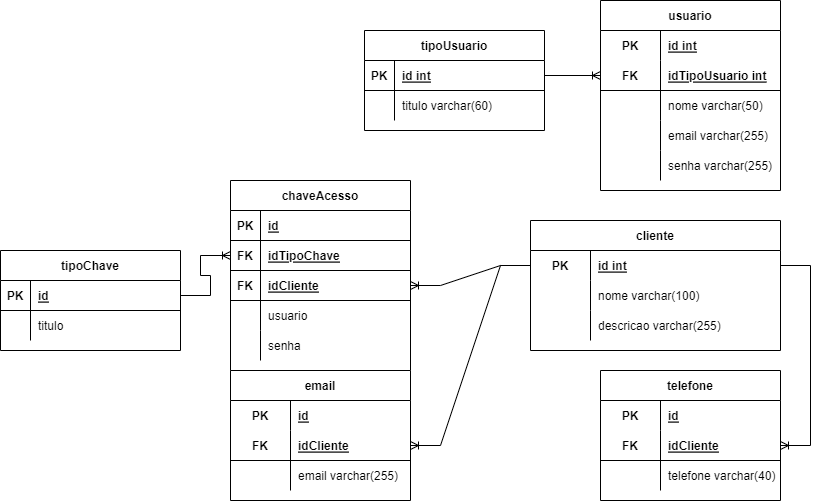 usuario
PK id int
FK idTipoUsuario int
nome varchar(50)
email varchar(255)
senha varchar(255)
tipoUsuario
PK id int
titulo varchar(60)
chaveAcesso
PK id
FK idTipoChave
FK idCliente
usuario
senha
tipoChave
PK id
titulo
cliente
PK id int
nome varchar(100)
descricao varchar(255)
email
PK id
FK idCliente
email varchar(255)
telefone
PK id
FK idCliente
telefone varchar(40)